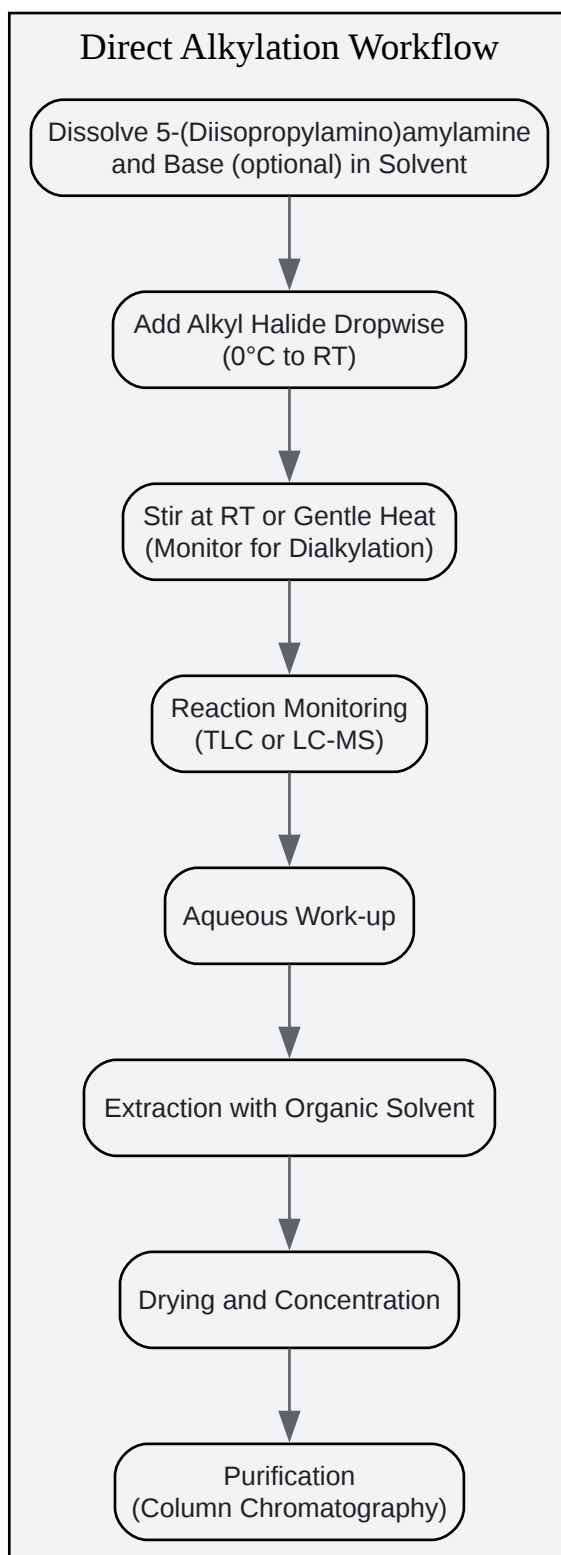 Direct Alkylation Workflow
Dissolve 5-(Diisopropylamino)amylamine
and Base (optional) in Solvent
Add Alkyl Halide Dropwise
(0°C to RT)
Stir at RT or Gentle Heat
(Monitor for Dialkylation)
Reaction Monitoring
(TLC or LC-MS)
Aqueous Work-up
Extraction with Organic Solvent
Drying and Concentration
Purification
(Column Chromatography)